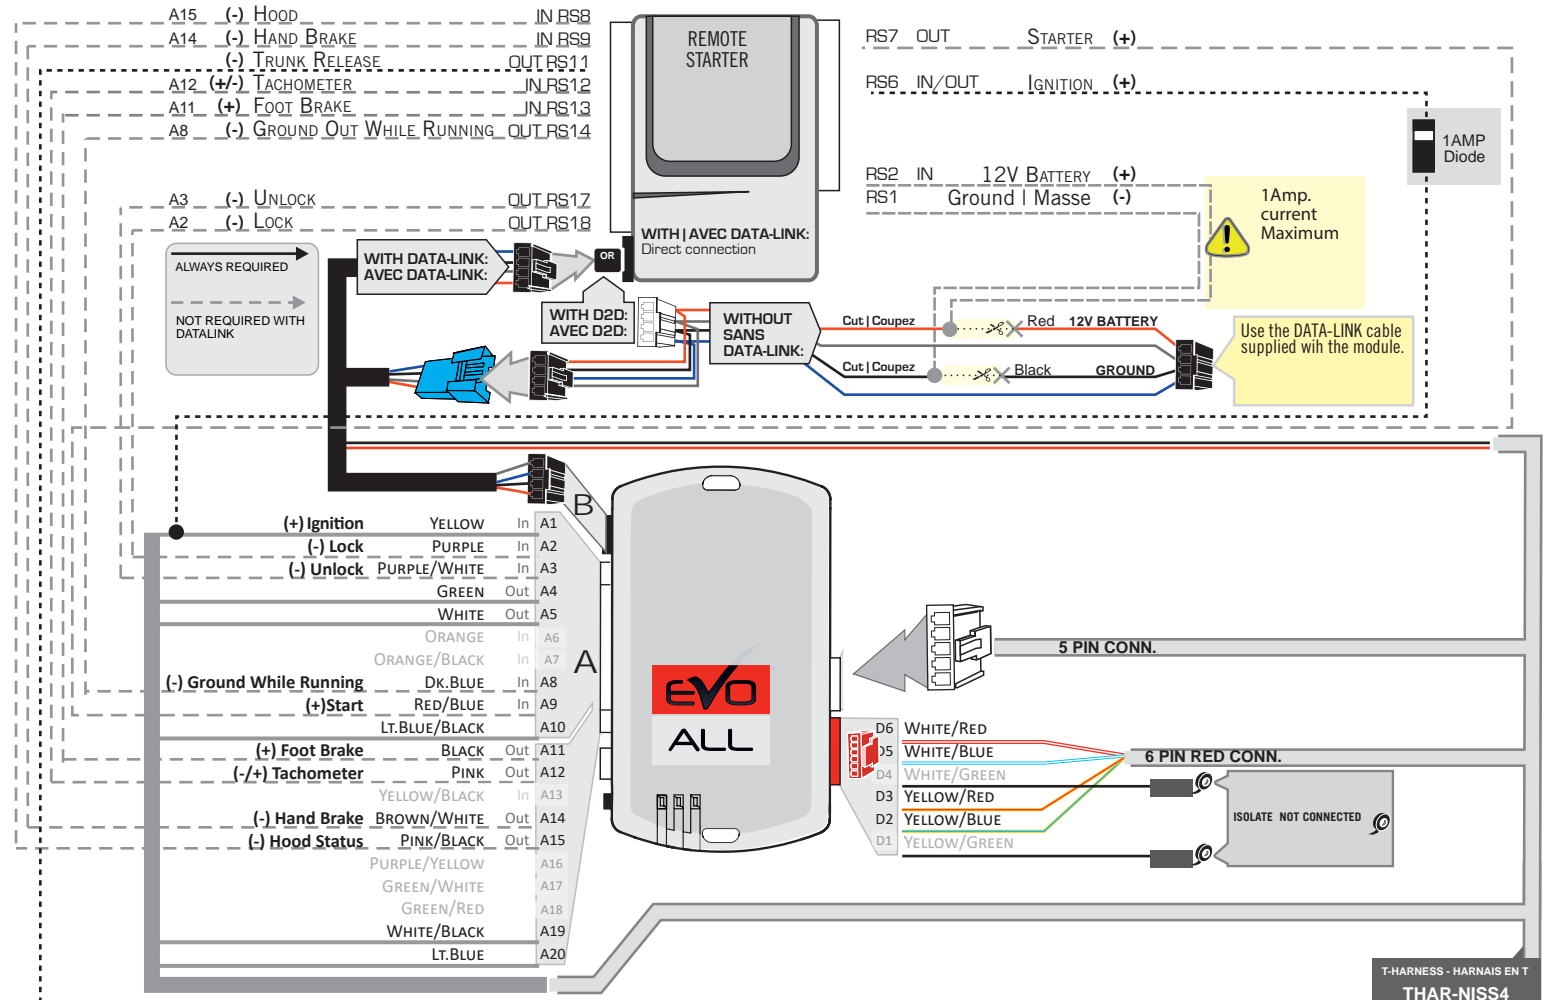 A15 (-) HOOD IN RS8
A14 (-) HAND BRAKE IN RS9
(-) TRUNK RELEASE OUT RS11
A12 (+/-) TACHOMETER IN RS12
A11 (+) FOOT BRAKE IN RS13
A8 (-) GROUND OUT WHILE RUNNING OUT RS14
A3 (-) UNLOCK OUT RS17
A2 (-) LOCK OUT RS18
REMOTE
STARTER
WITH | AVEC DATA-LINK:
Direct connection
RS7 OUT STARTER (+)
RS6 IN/OUT IGNITION (+)
RS2 IN 12V BATTERY (+)
RS1 Ground | Masse (-)
1AMP
Diode
1Amp.
current
Maximum
ALWAYS REQUIRED
NOT REQUIRED WITH
DATALINK
WITH DATA-LINK:
AVEC DATA-LINK:
OR
WITH D2D:
AVEC D2D:
WITHOUT
SANS
DATA-LINK:
Cut | Coupez Red 12V BATTERY
Cut | Coupez Black GROUND
Use the DATA-LINK cable
supplied wih the module.
B
A
(+) Ignition YELLOW In A1
(-) Lock PURPLE In A2
(-) Unlock PURPLE/WHITE In A3
GREEN Out A4
WHITE Out A5
ORANGE In A6
ORANGE/BLACK In A7
(-) Ground While Running DK.BLUE In A8
(+)Start RED/BLUE In A9
LT.BLUE/BLACK A10
(+) Foot Brake BLACK Out A11
(-/+) Tachometer PINK Out A12
YELLOW/BLACK In A13
(-) Hand Brake BROWN/WHITE Out A14
(-) Hood Status PINK/BLACK Out A15
PURPLE/YELLOW A16
GREEN/WHITE A17
GREEN/RED A18
WHITE/BLACK A19
LT.BLUE A20
EVO
ALL
5 PIN CONN.
D6 WHITE/RED
D5 WHITE/BLUE
D4 WHITE/GREEN
D3 YELLOW/RED
D2 YELLOW/BLUE
D1 YELLOW/GREEN
6 PIN RED CONN.
ISOLATE NOT CONNECTED
T-HARNESS - HARNAIS EN T
THAR-NISS4